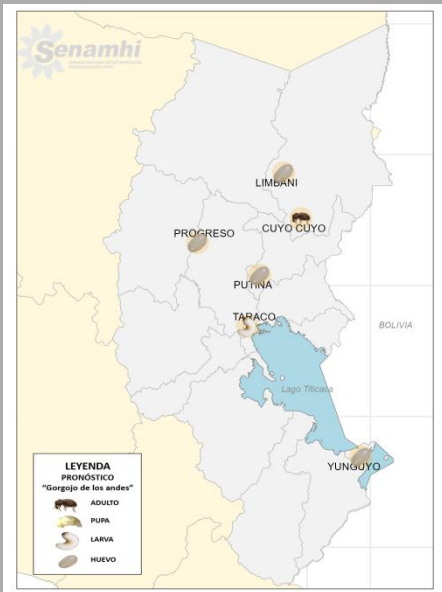 Senamhi
LIMBANI
CUYO CUYO
PROGRESO
PUTINA
TARACO
BOLIVIA
Lago Titicaca
YUNGUYO
LEYENDA
PRONÓSTICO
"Gorgojo de los andes"
ADULTO
PUPA
LARVA
HUEVO